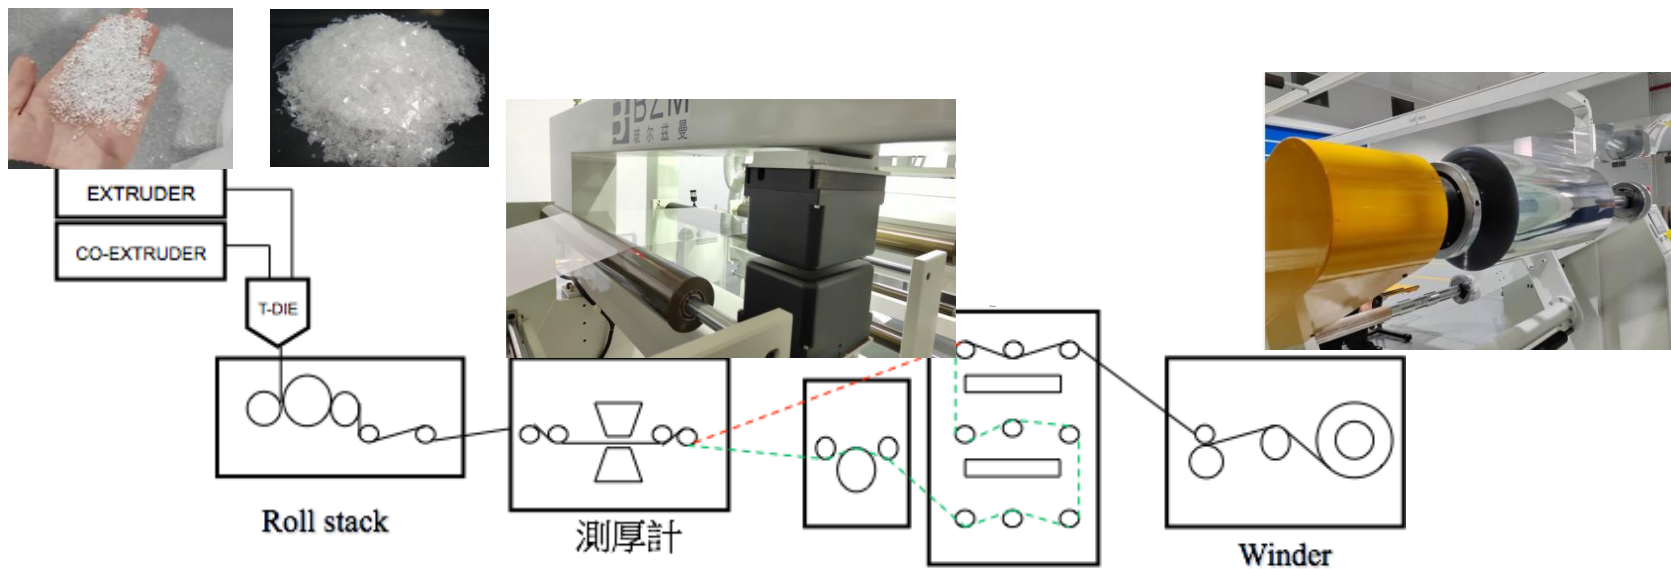 BZM
EXTRUDER
CO-EXTRUDER
T-DIE
Roll stack
測厚計
Winder